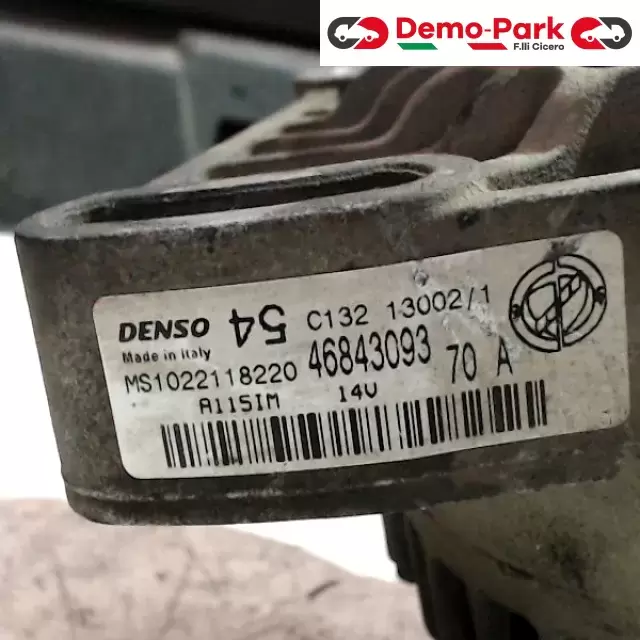 Demo-Park
F.lli Cicero
DENSO 54 C132 13002/1
Made in Italy
MS1022118220 46843093 70 A
A115IM 14V